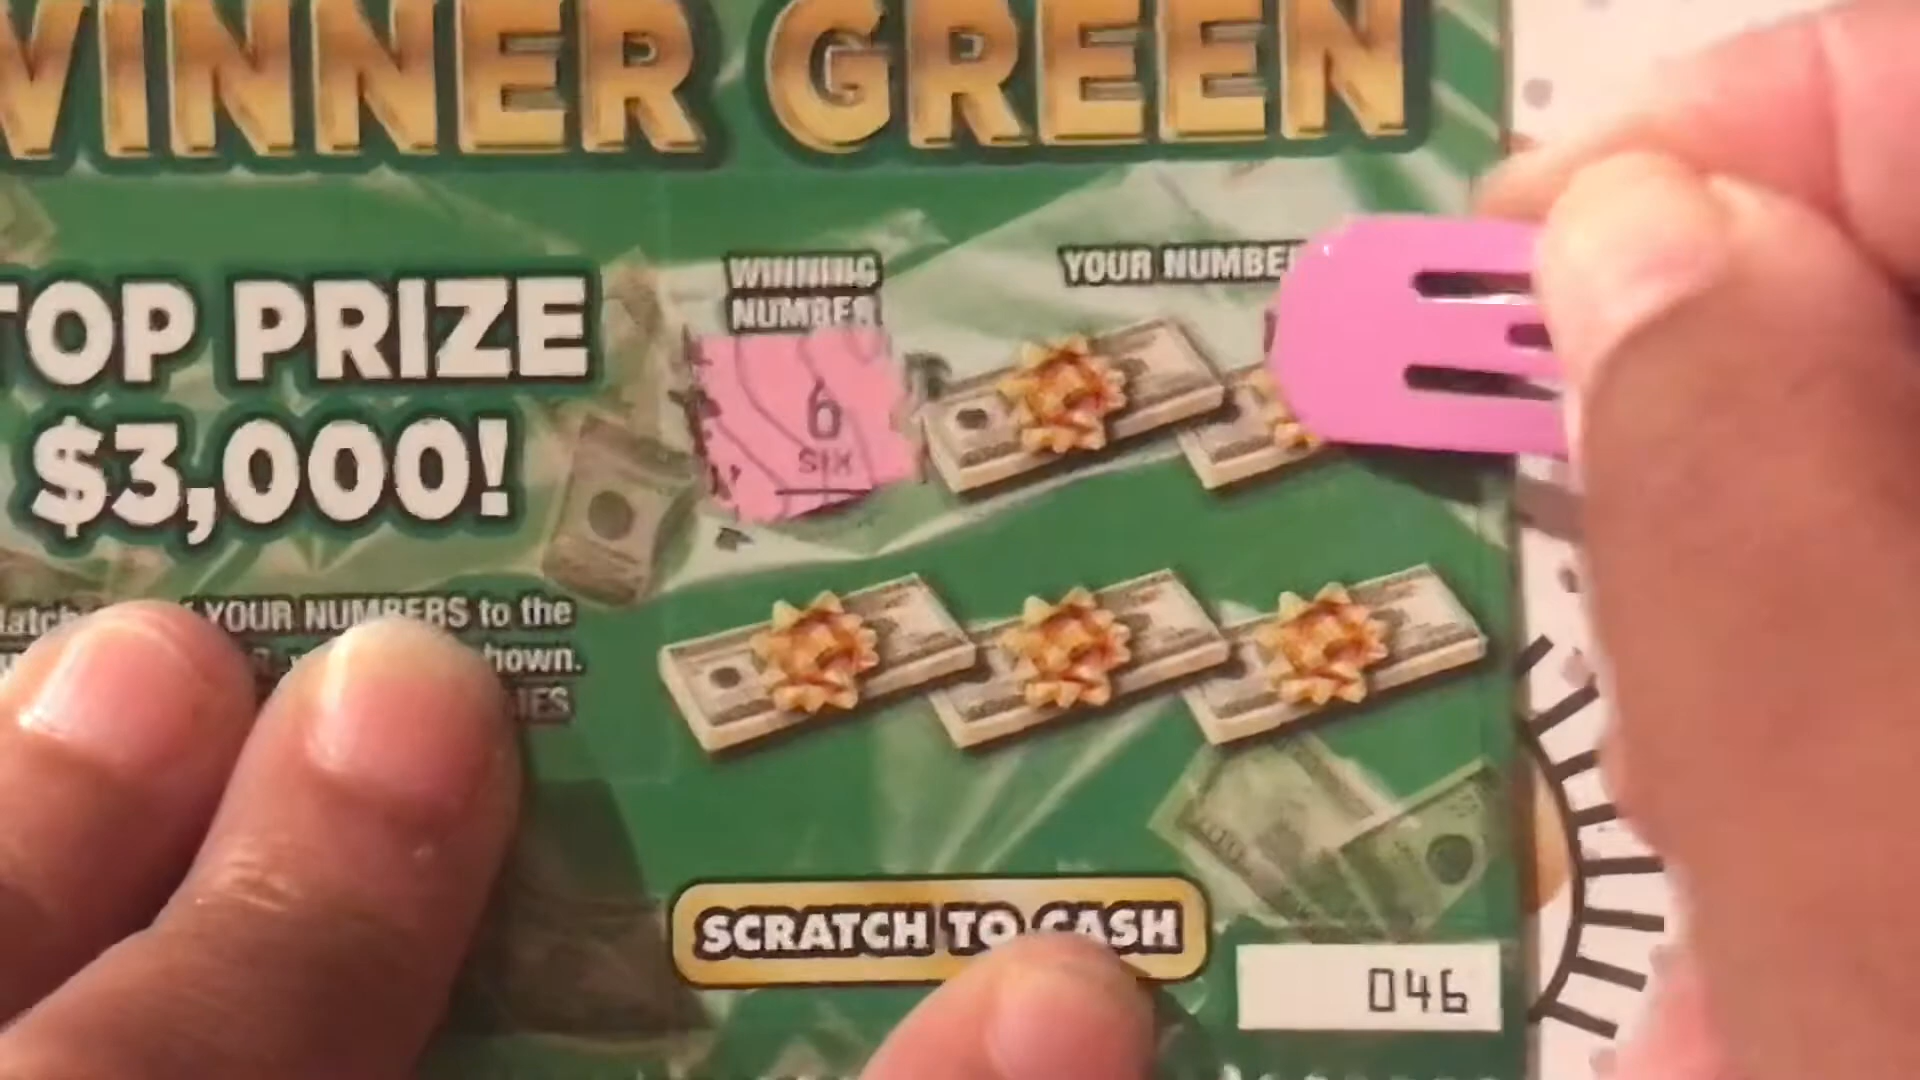 WINNER GREEN
TOP PRIZE
$3,000!
WINNING
NUMBER
YOUR NUMBE
6
SIX
YOUR NUMBERS to the
hown.
SCRATCH TO CASH
046